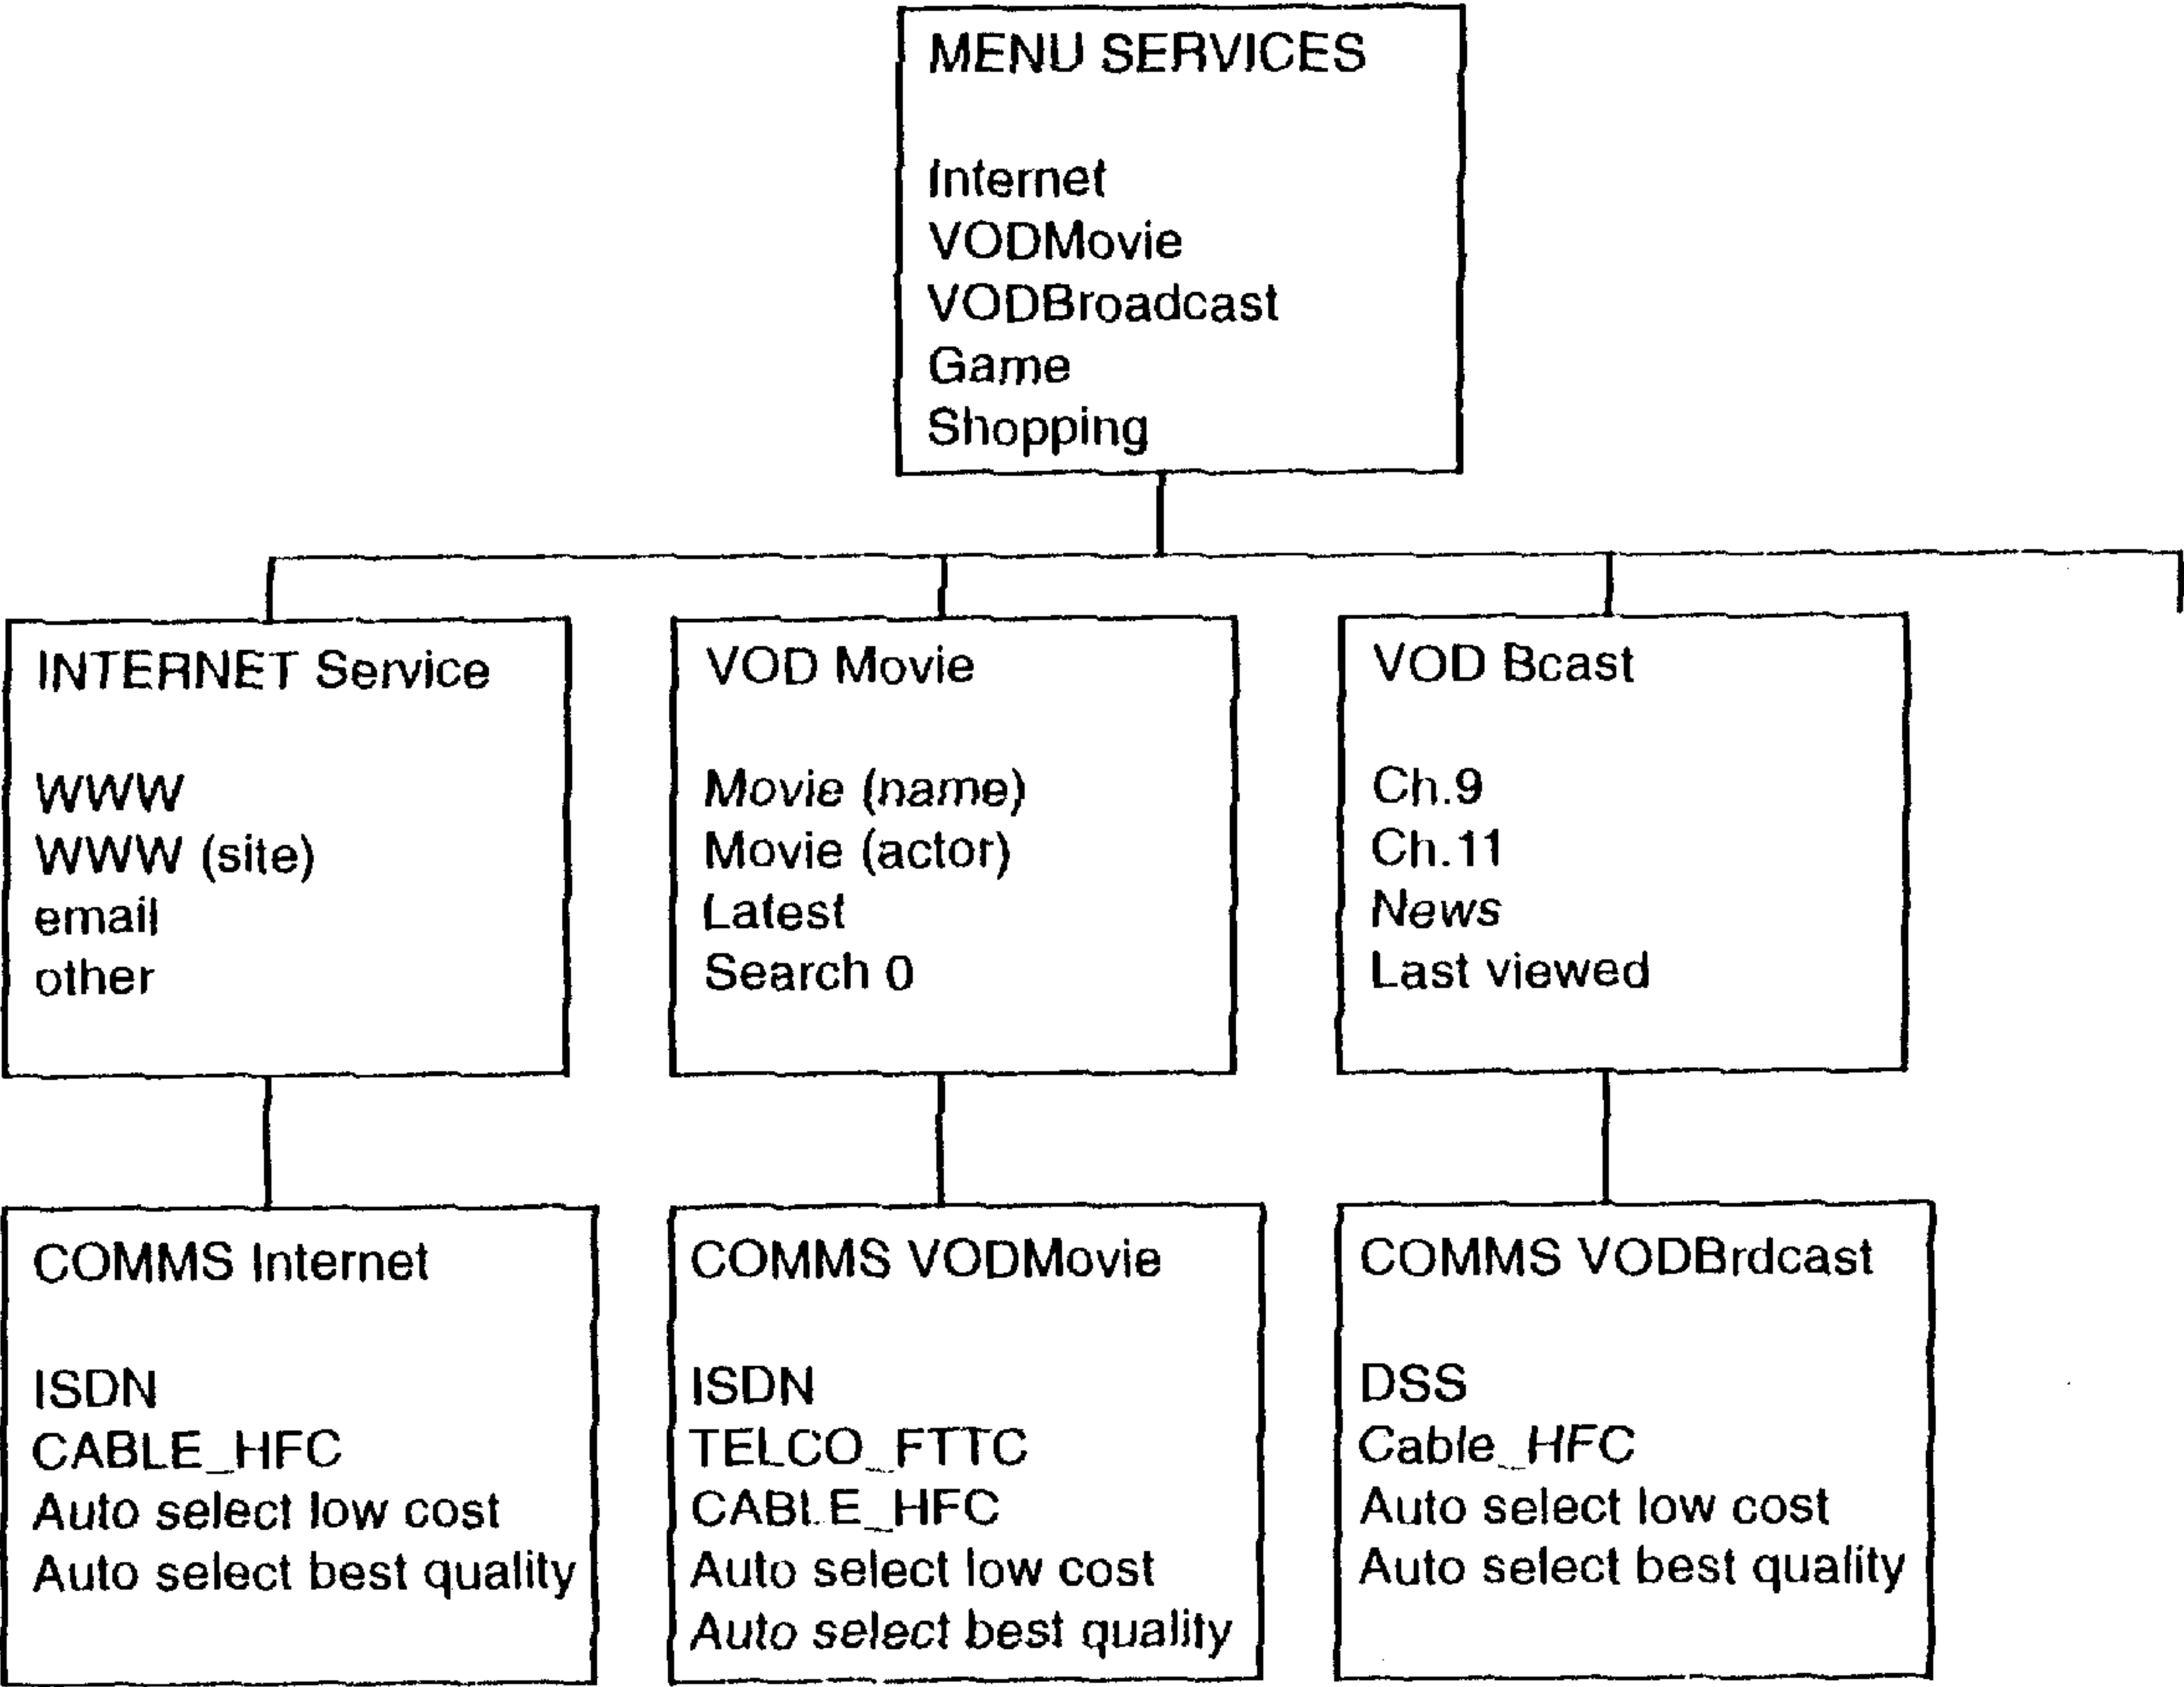 MENU SERVICES
Internet
VODMovie
VODBroadcast
Game
Shopping
INTERNET Service
WWW
WWW (site)
email
other
VOD Movie
Movie (name)
Movie (actor)
Latest
Search 0
VOD Bcast
Ch.9
Ch.11
News
Last viewed
COMMS Internet
ISDN
CABLE_HFC
Auto select low cost
Auto select best quality
COMMS VODMovie
ISDN
TELCO_FTTC
CABLE_HFC
Auto select low cost
Auto select best quality
COMMS VODBrdcast
DSS
Cable_HFC
Auto select low cost
Auto select best quality